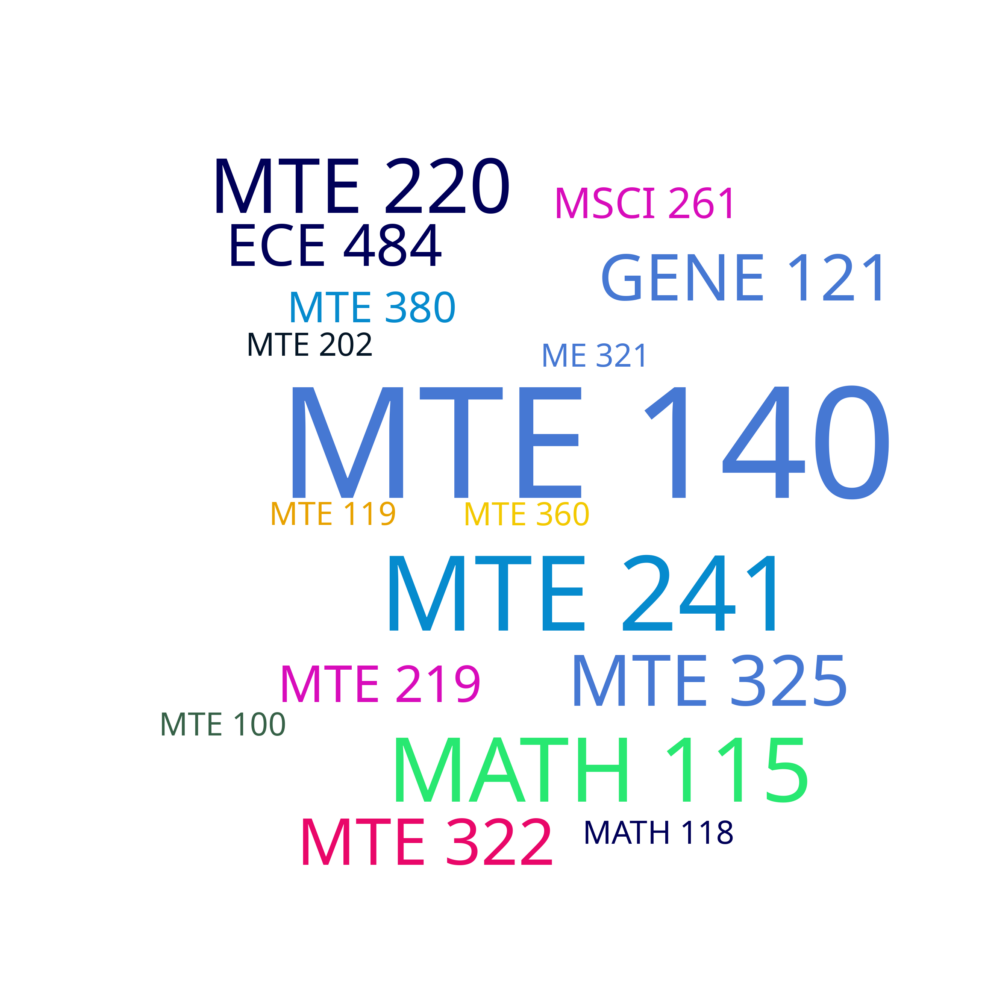 MTE 220
MSCI 261
ECE 484
GENE 121
MTE 380
MTE 202
ME 321
MTE 140
MTE 119
MTE 360
MTE 241
MTE 219
MTE 325
MTE 100
MATH 115
MTE 322
MATH 118